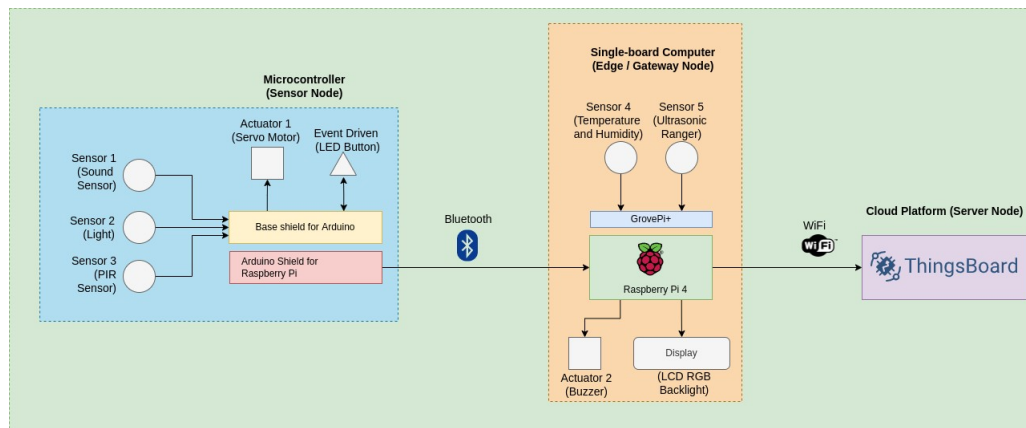 Microcontroller
(Sensor Node)
Actuator 1
(Servo Motor)
Event Driven
(LED Button)
Sensor 1
(Sound
Sensor)
Sensor 2
(Light)
Sensor 3
(PIR
Sensor)
Base shield for Arduino
Arduino Shield for
Raspberry Pi
Bluetooth
Single-board Computer
(Edge / Gateway Node)
Sensor 4
(Temperature
and Humidity)
Sensor 5
(Ultrasonic
Ranger)
GrovePi+
Raspberry Pi 4
Actuator 2
(Buzzer)
Display
(LCD RGB
Backlight)
WiFi
Wi Fi
Cloud Platform (Server Node)
ThingsBoard